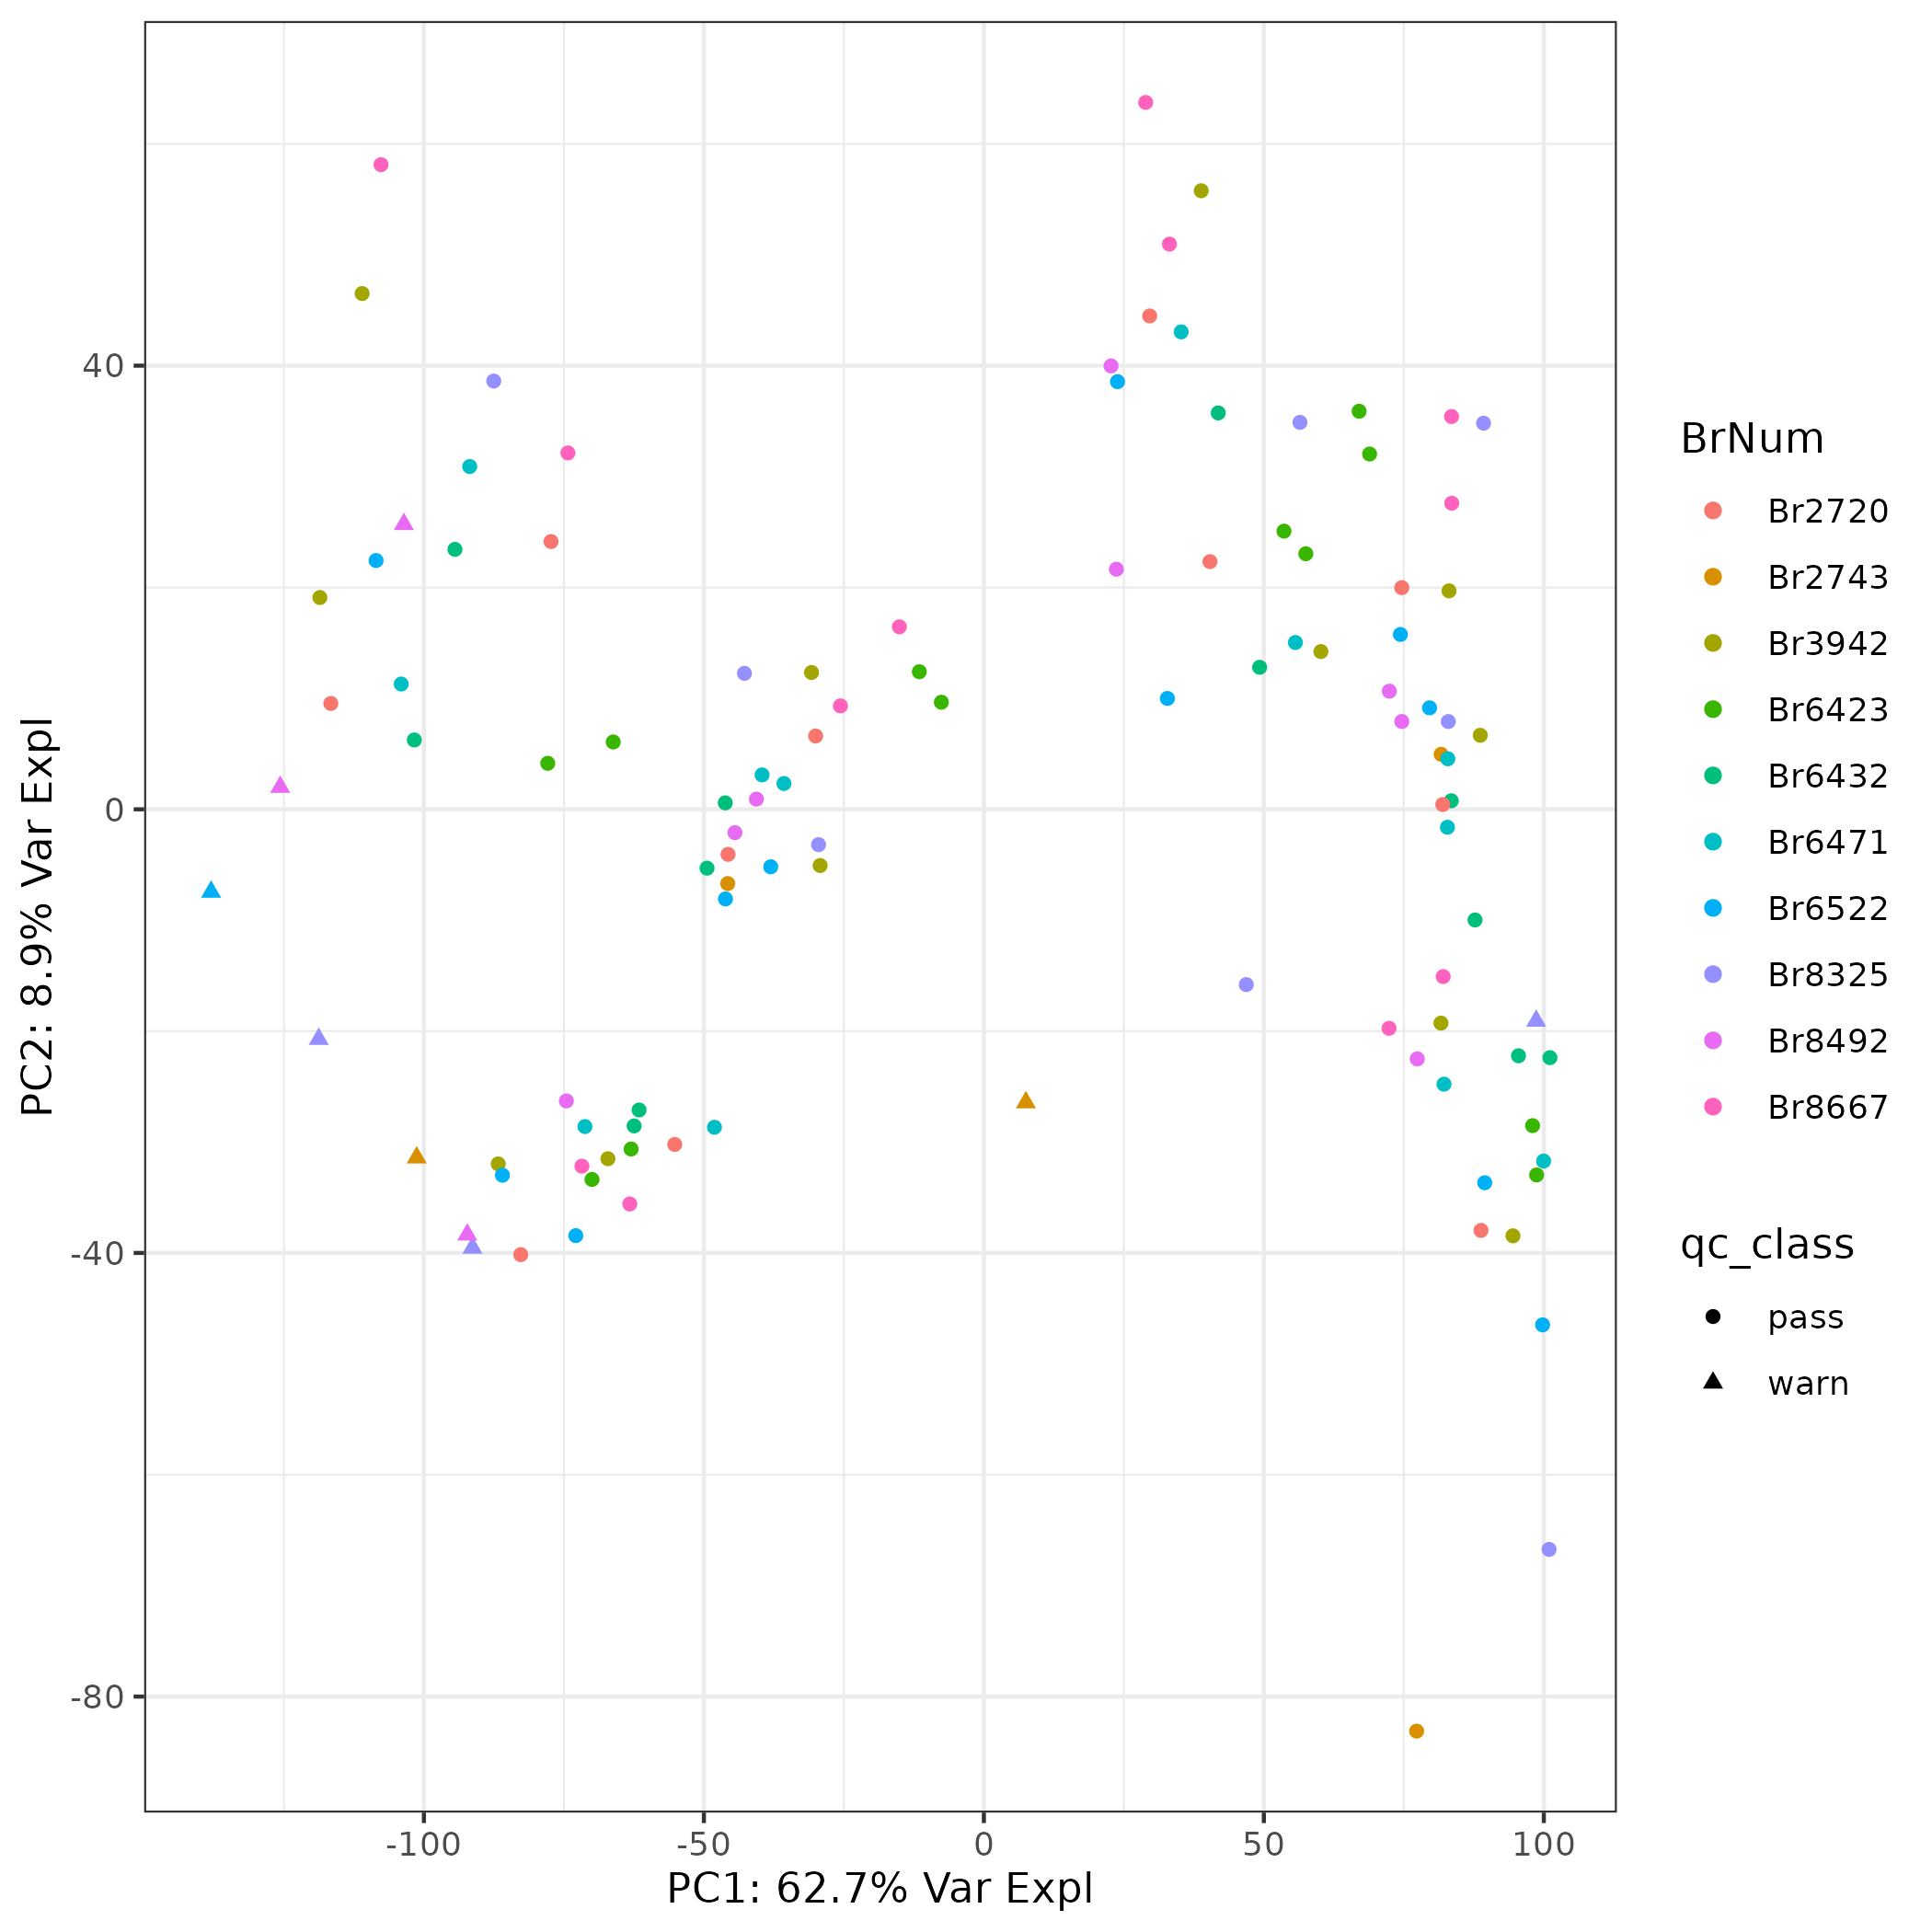 PC2: 8.9% Var Expl
40
0
-40
-80
-100
-50
0
50
100
PC1: 62.7% Var Expl
BrNum
Br2720
Br2743
Br3942
Br6423
Br6432
Br6471
Br6522
Br8325
Br8492
Br8667
qc_class
pass
warn